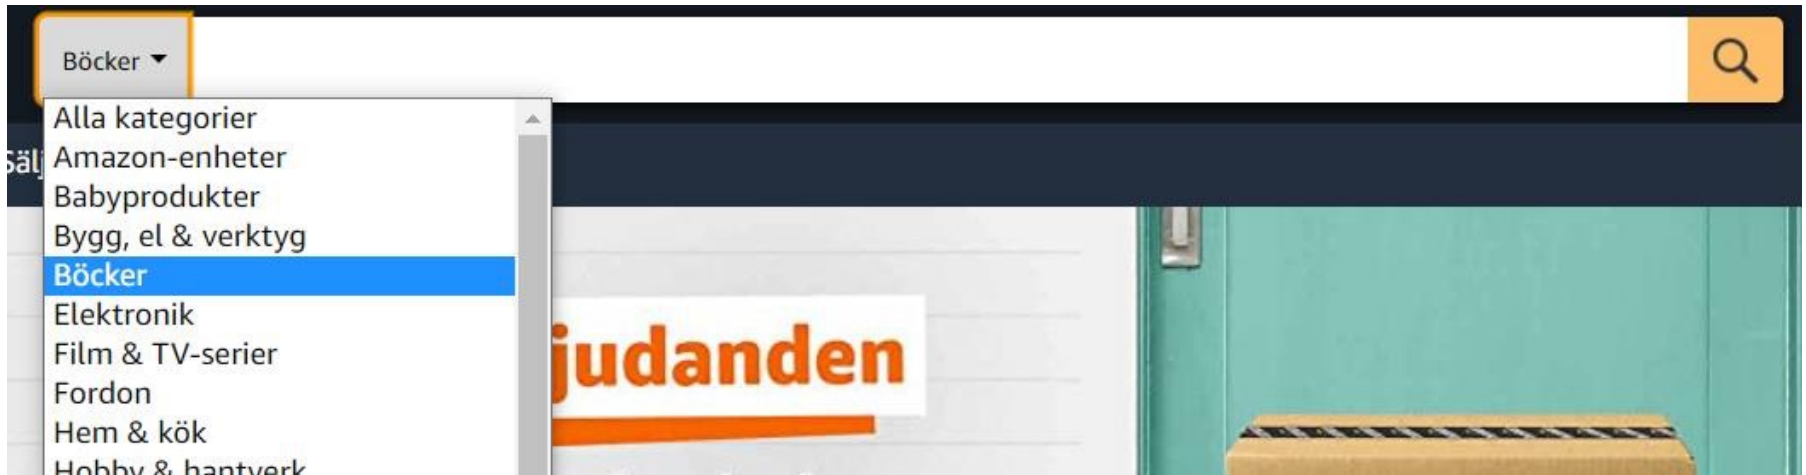 Böcker
Alla kategorier
Amazon-enheter
Babyprodukter
Bygg, el & verktyg
Böcker
Elektronik
Film & TV-serier
Fordon
Hem & kök
Hobby & hantverk
Sälj
judanden